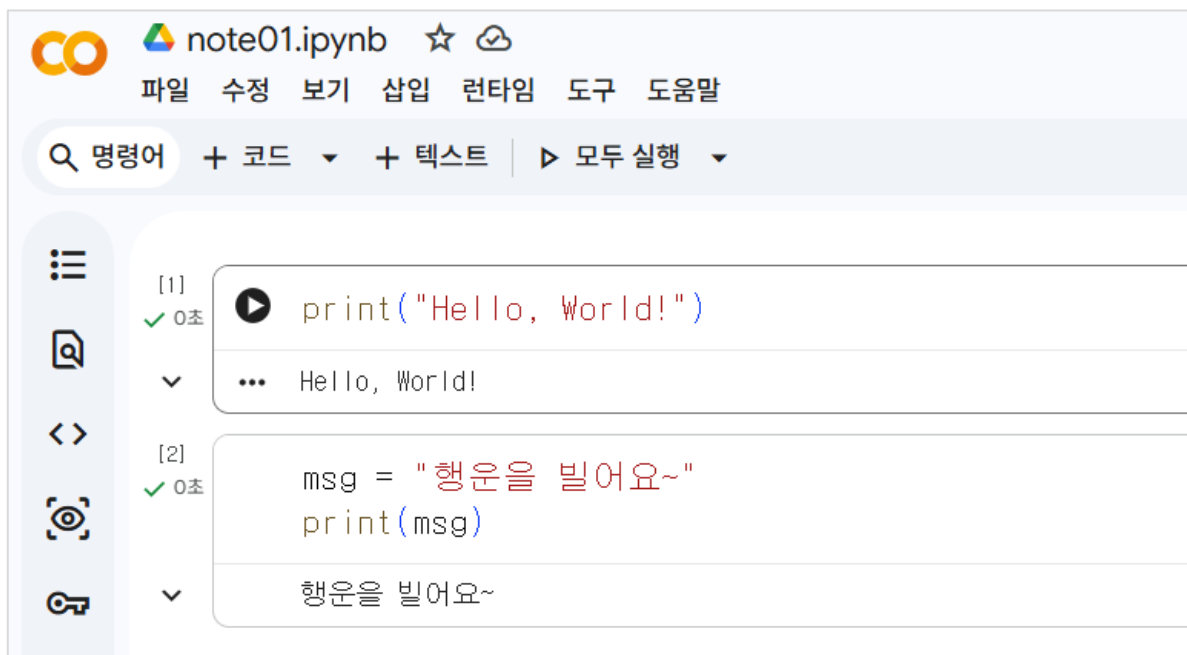 note01.ipynb
파일 수정 보기 삽입 런타임 도구 도움말
명령어 + 코드 + 텍스트 모두 실행
[1]
0초
print("Hello, World!")
Hello, World!
[2]
0초
msg = "행운을 빌어요~"
print(msg)
행운을 빌어요~